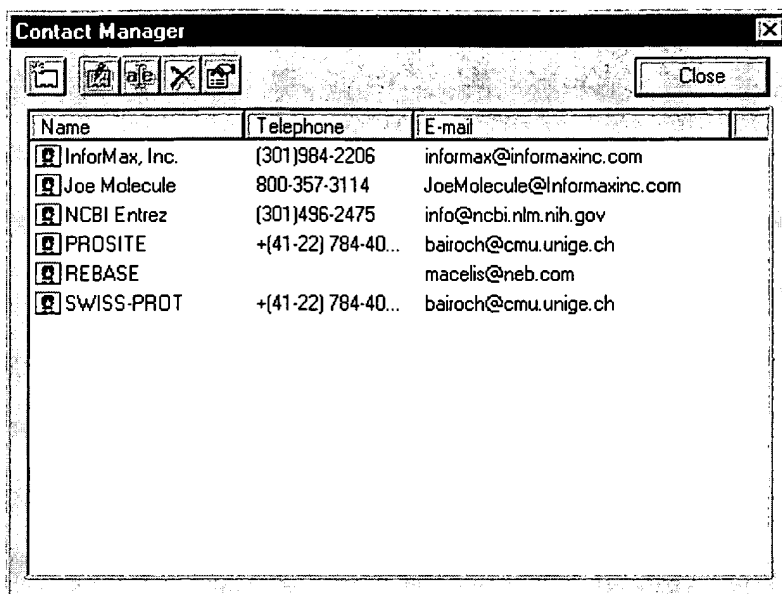 Contact Manager
Close
Name Telephone E-mail
InforMax, Inc. (301)984-2206 informax@informaxinc.com
Joe Molecule 800-357-3114 JoeMolecule@Informaxinc.com
NCBI Entrez (301)496-2475 info@ncbi.nlm.nih.gov
PROSITE +(41-22) 784-40... bairoch@cmu.unige.ch
REBASE macelis@neb.com
SWISS-PROT +(41-22) 784-40... bairoch@cmu.unige.ch